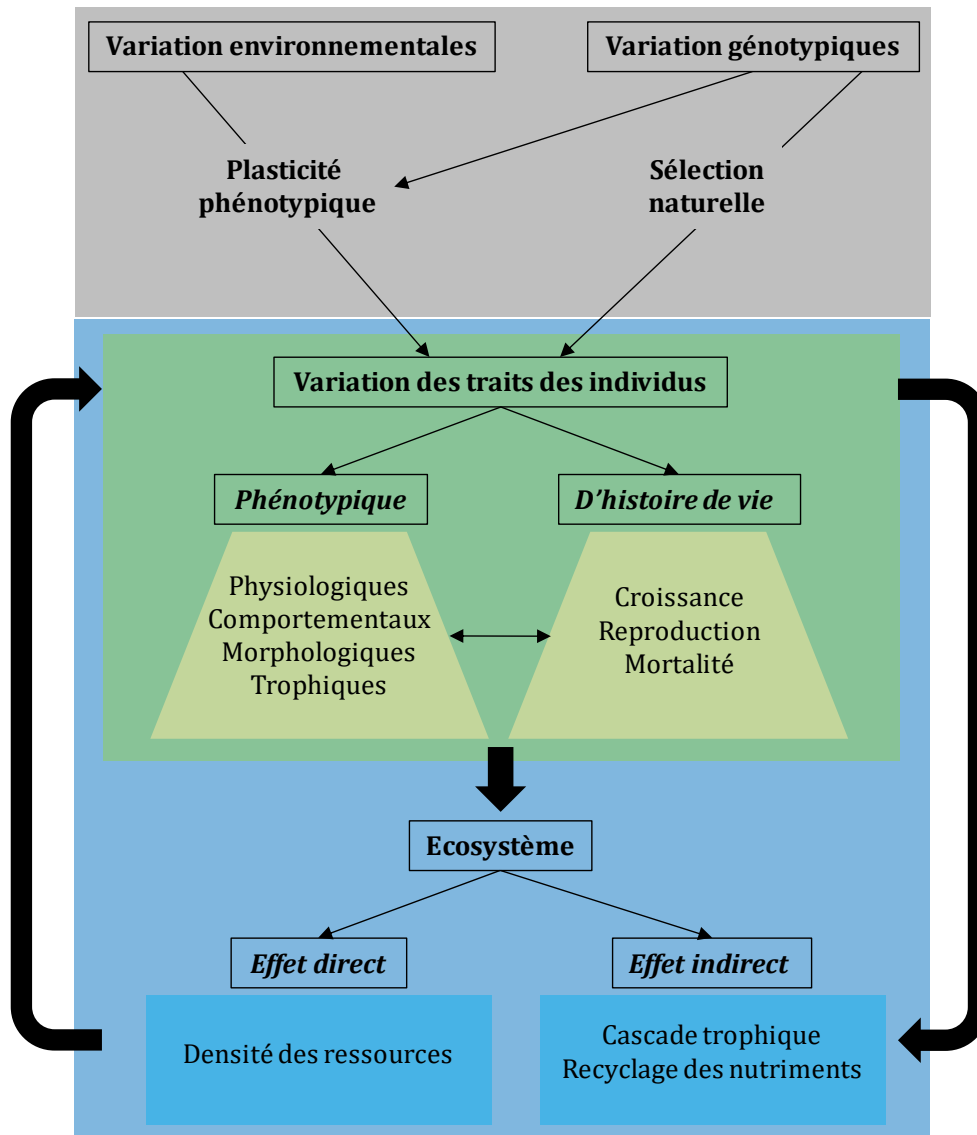 Variation environnementales
Variation génotypiques
Plasticité
phénotypique
Sélection
naturelle
Variation des traits des individus
Phénotypique
D'histoire de vie
Physiologiques
Comportementaux
Morphologiques
Trophiques
Croissance
Reproduction
Mortalité
Ecosystème
Effet direct
Effet indirect
Densité des ressources
Cascade trophique
Recyclage des nutriments